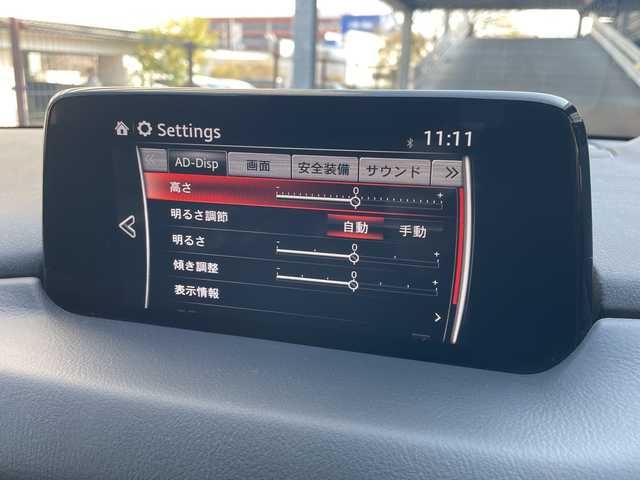 Settings
11:11
AD-Disp 画面 安全装備 サウンド
高さ
- 0 +
明るさ調節 自動 手動
明るさ
- 0 +
傾き調整
- 0 +
表示情報